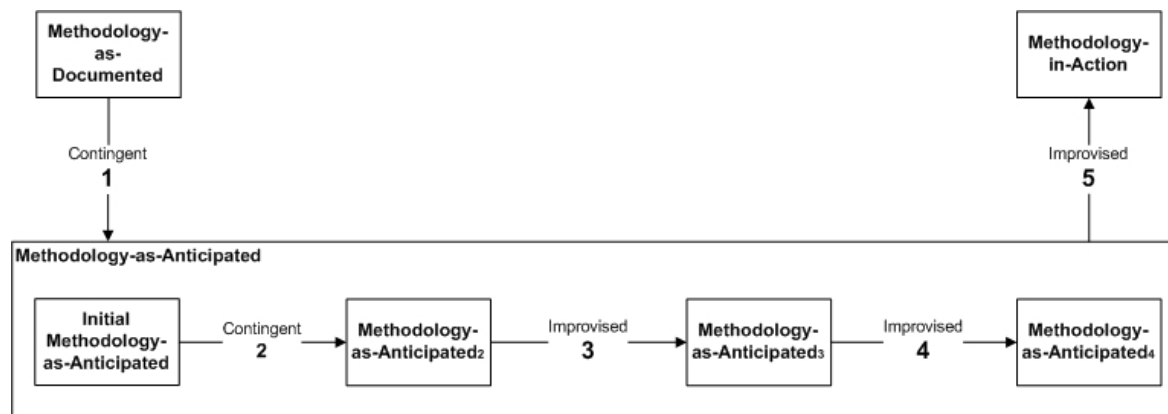 Methodology-
as-
Documented
Methodology-
in-Action
Contingent
1
Improvised
5
Methodology-as-Anticipated
Initial
Methodology-
as-Anticipated
Contingent
2
Methodology-
as-Anticipated2
Improvised
3
Methodology-
as-Anticipated3
Improvised
4
Methodology-
as-Anticipated4